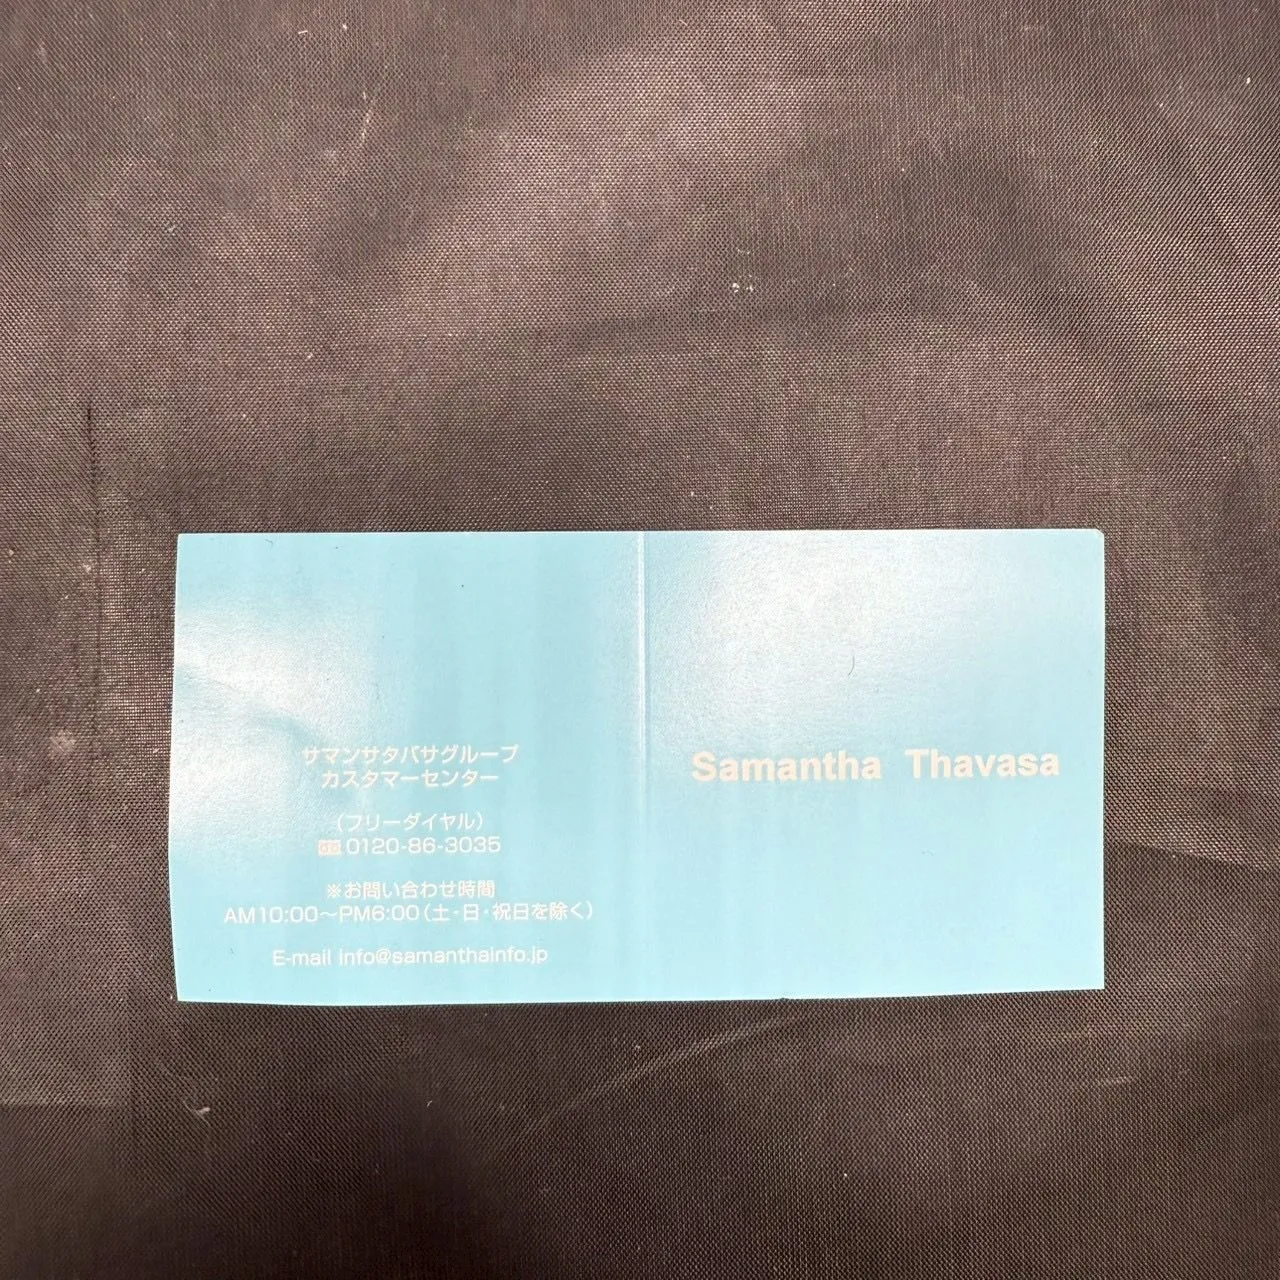 サマンサタバサグループ
カスタマーセンター
(フリーダイヤル)
0120-86-3035
※お問い合わせ時間
AM10:00～PM6:00(土・日・祝日を除く)
E-mail info@samanthainfo.jp
Samantha Thavasa